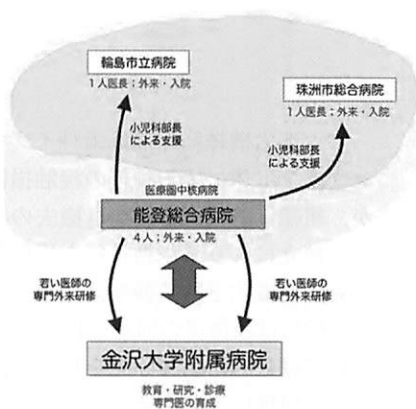 輪島市立病院
1人医長;外来・入院
珠洲市総合病院
1人医長;外来・入院
小児科部長
による支援
小児科部長
による支援
医療圏中核病院
能登総合病院
4人;外来・入院
若い医師の
専門外来研修
若い医師の
専門外来研修
金沢大学附属病院
教育・研究・診療
専門医の育成